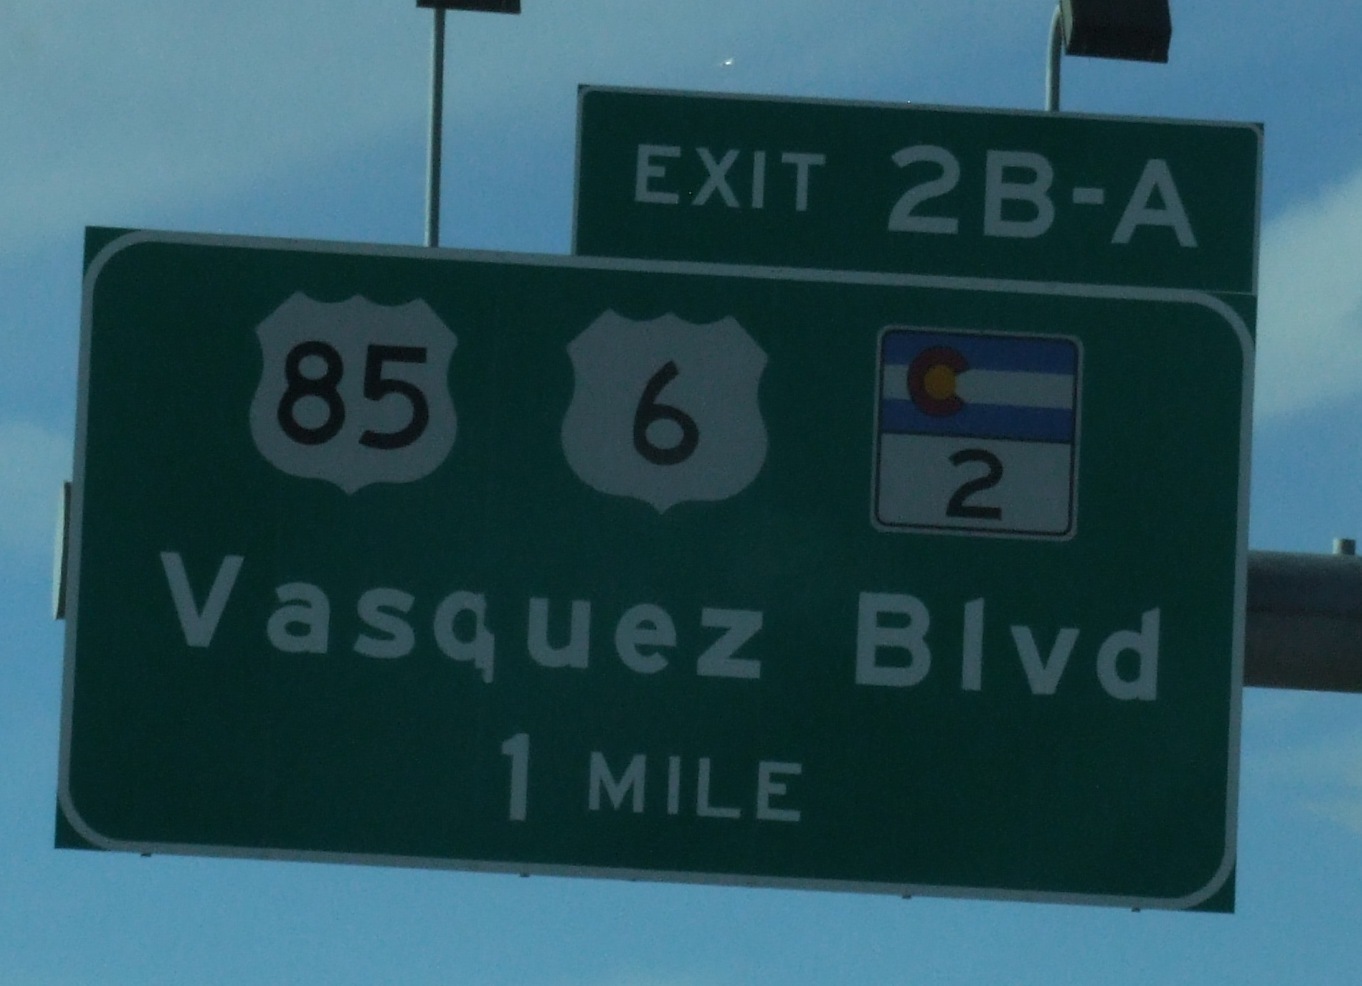 EXIT 2B-A
85 6 2
Vasquez Blvd
1 MILE